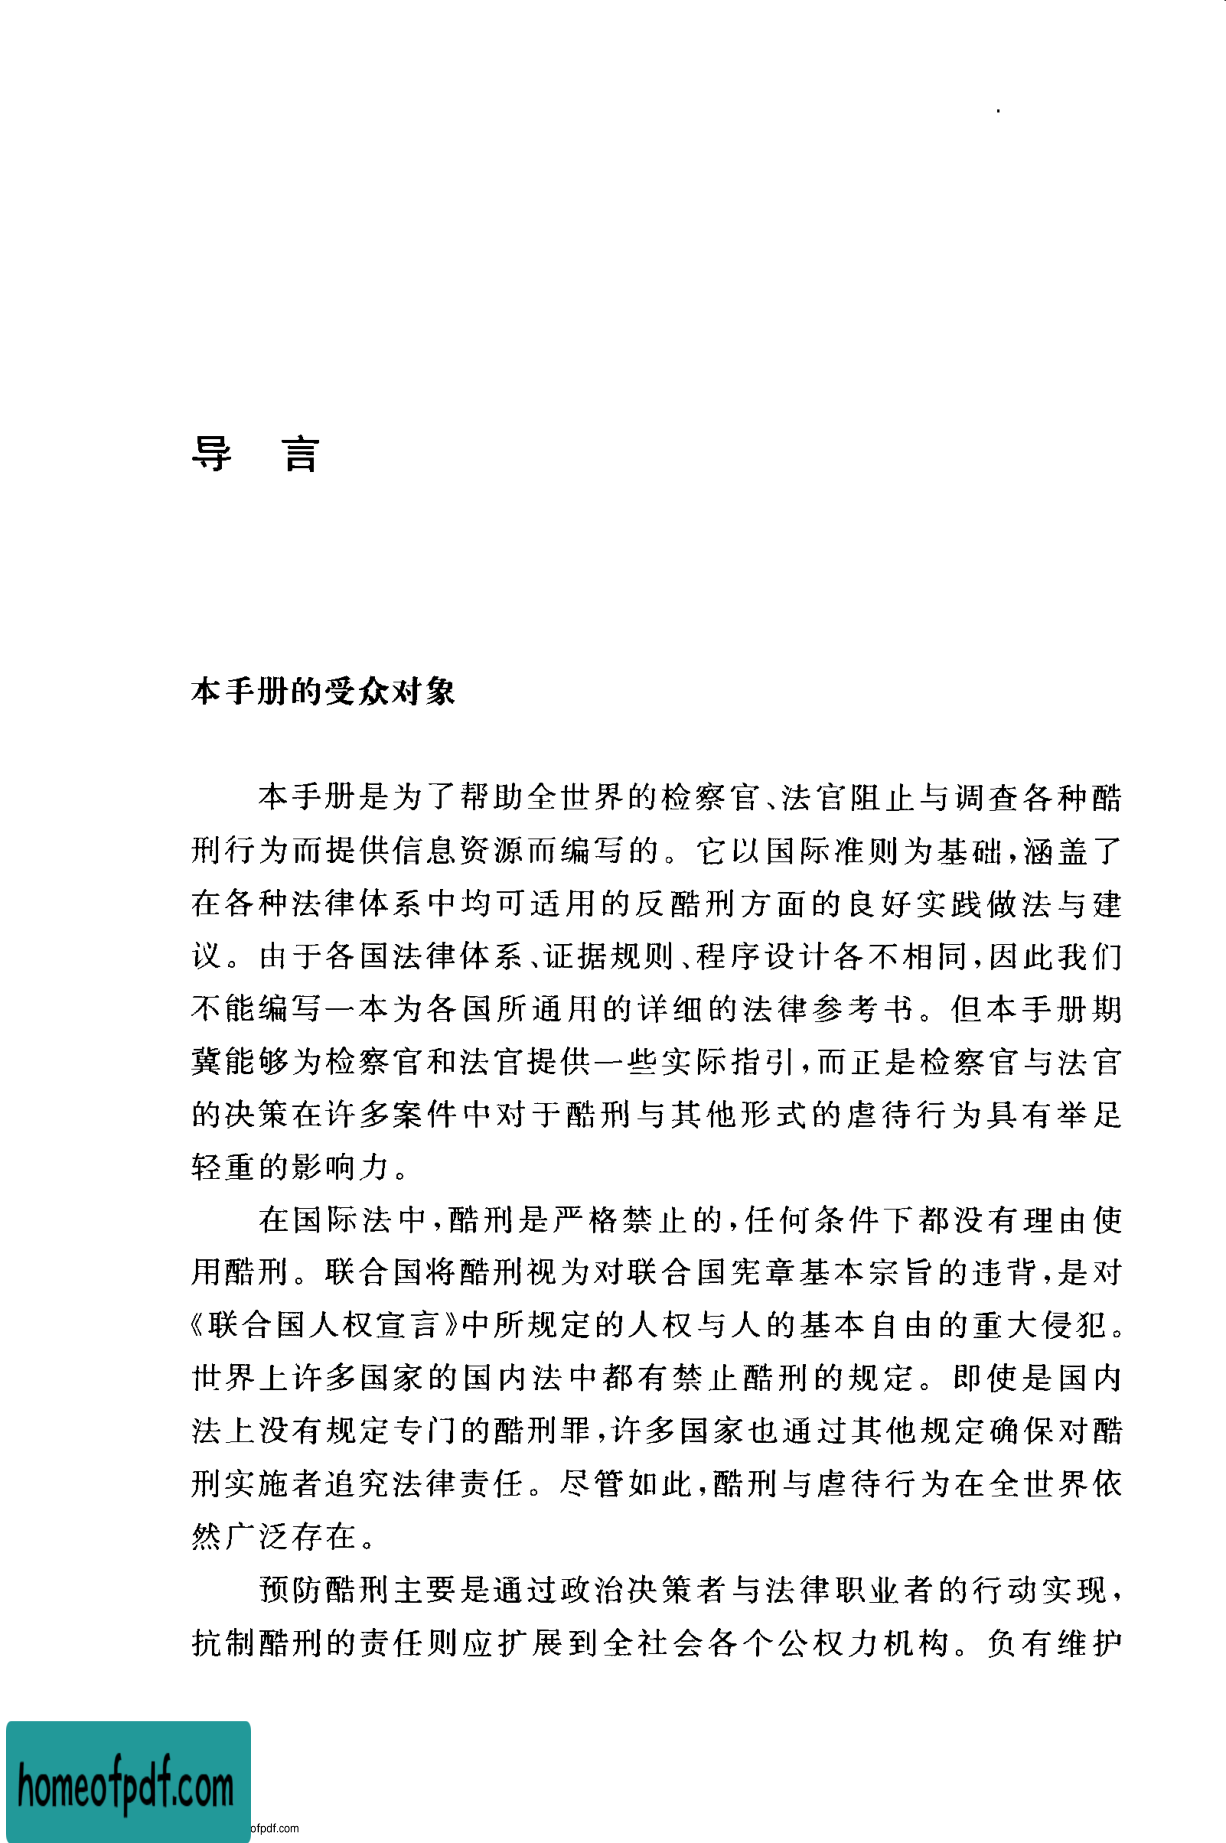 导　言
本手册的受众对象
本手册是为了帮助全世界的检察官、法官阻止与调查各种酷
刑行为而提供信息资源而编写的。它以国际准则为基础,涵盖了
在各种法律体系中均可适用的反酷刑方面的良好实践做法与建
议。由于各国法律体系、证据规则、程序设计各不相同,因此我们
不能编写一本为各国所通用的详细的法律参考书。但本手册期
冀能够为检察官和法官提供一些实际指引,而正是检察官与法官
的决策在许多案件中对于酷刑与其他形式的虐待行为具有举足
轻重的影响力。
在国际法中,酷刑是严格禁止的,任何条件下都没有理由使
用酷刑。联合国将酷刑视为对联合国宪章基本宗旨的违背,是对
《联合国人权宣言》中所规定的人权与人的基本自由的重大侵犯。
世界上许多国家的国内法中都有禁止酷刑的规定。即使是国内
法上没有规定专门的酷刑罪,许多国家也通过其他规定确保对酷
刑实施者追究法律责任。尽管如此,酷刑与虐待行为在全世界依
然广泛存在。
预防酷刑主要是通过政治决策者与法律职业者的行动实现,
抗制酷刑的责任则应扩展到全社会各个公权力机构。负有维护
homeofpdf.com
ofpdf.com